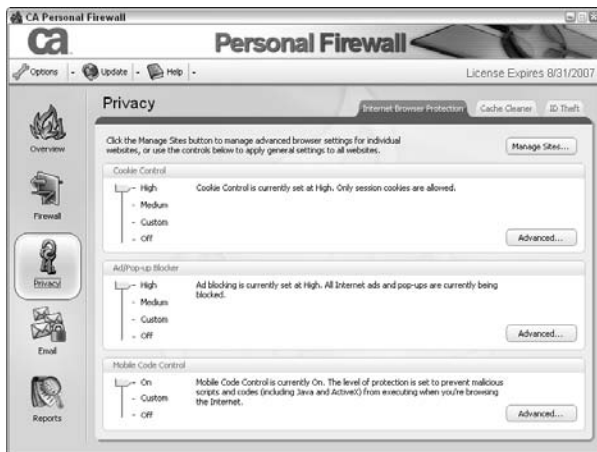 CA Personal Firewall
ca
Personal Firewall
Options
Update
Help
License Expires 8/31/2007
Privacy
Internet Browser Protection
Cache Cleaner
ID Theft
Click the Manage Sites button to manage advanced browser settings for individual
websites, or use the controls below to apply general settings to all websites.
Manage Sites...
Cookie Control
High
Cookie Control is currently set at High. Only session cookies are allowed.
Medium
Custom
Off
Advanced...
Ad/Pop-up Blocker
High
Ad blocking is currently set at High. All Internet ads and pop-ups are currently being
blocked.
Medium
Custom
Off
Advanced...
Mobile Code Control
On
Mobile Code Control is currently On. The level of protection is set to prevent malicious
scripts and codes (including Java and ActiveX) from executing when you're browsing
the Internet.
Custom
Off
Advanced...
Overview
Firewall
Privacy
Email
Reports